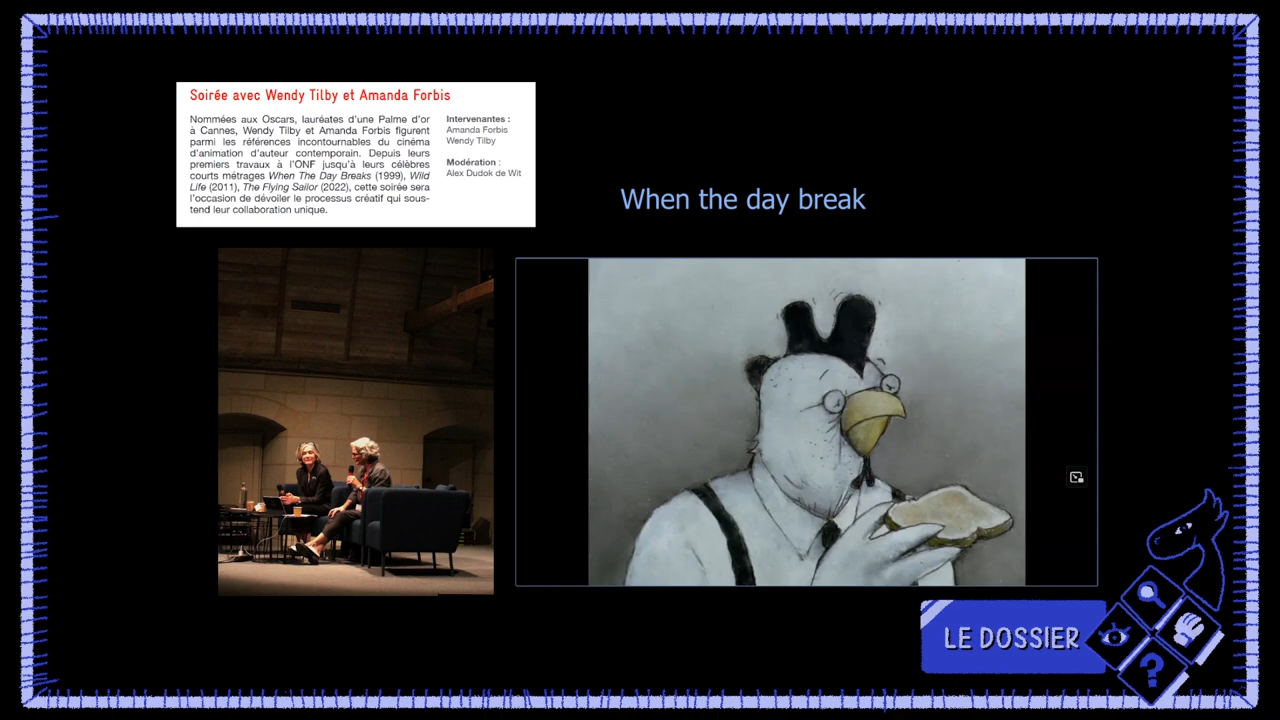 Soirée avec Wendy Tilby et Amanda Forbis
Nommées aux Oscars, lauréates d'une Palme d'or
à Cannes, Wendy Tilby et Amanda Forbis figurent
parmi les références incontournables du cinéma
d'animation d'auteur contemporain. Depuis leurs
premiers travaux à l'ONF jusqu'à leurs célèbres
courts métrages When The Day Breaks (1999), Wild
Life (2011), The Flying Sailor (2022), cette soirée sera
l'occasion de dévoiler le processus créatif qui sous-
tend leur collaboration unique.
Intervenantes :
Amanda Forbis
Wendy Tilby
Modération :
Alex Dudok de Wit
When the day break
LE DOSSIER
?